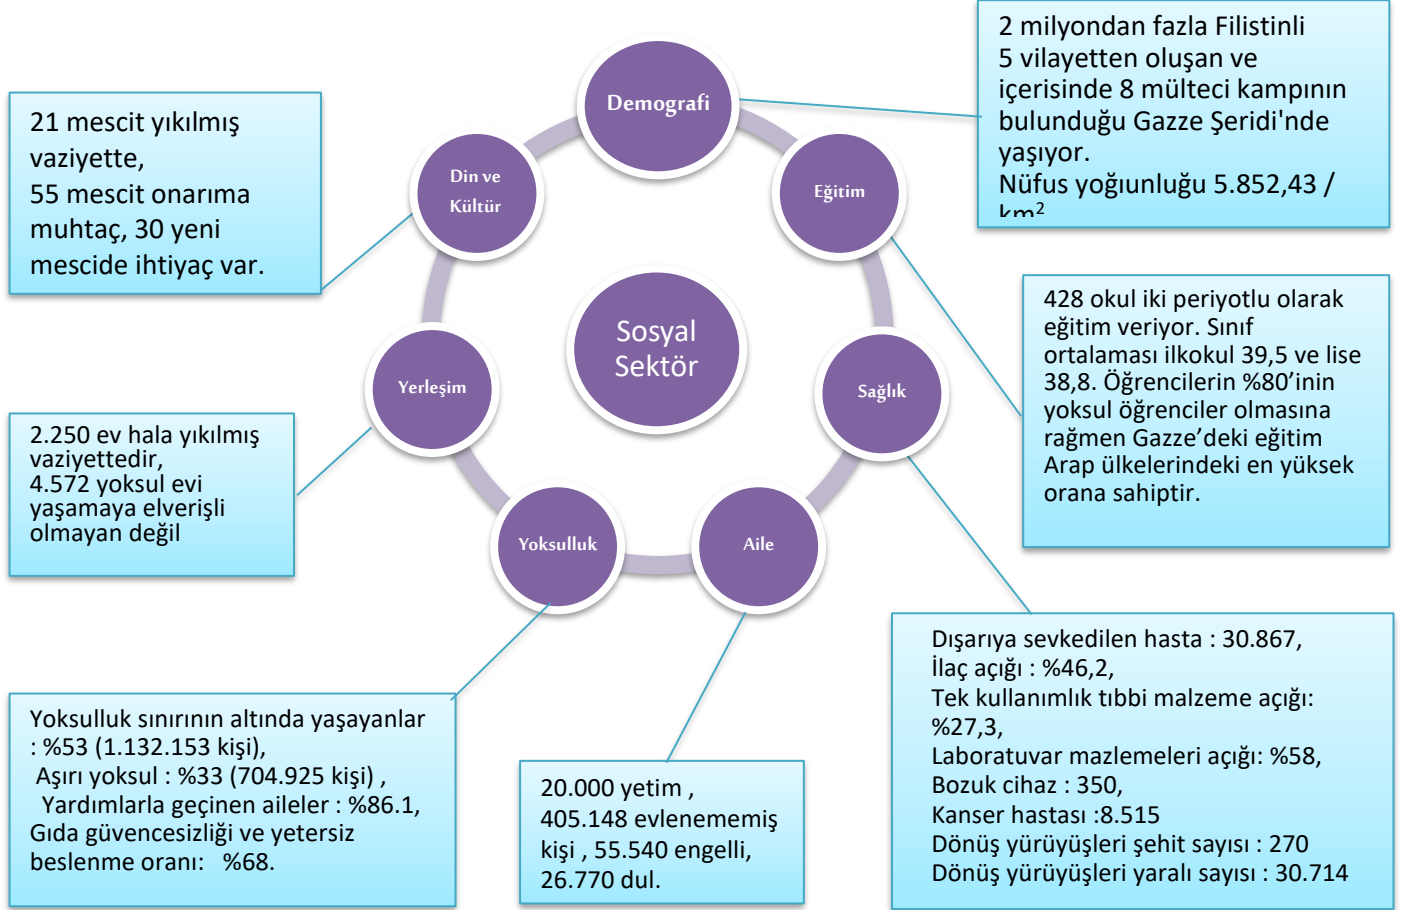 Sosyal
Sektör
Demografi
2 milyondan fazla Filistinli
5 vilayetten oluşan ve
içerisinde 8 mülteci kampının
bulunduğu Gazze Şeridi'nde
yaşıyor.
Nüfus yoğıunluğu 5.852,43 /
km²
Eğitim
428 okul iki periyotlu olarak
eğitim veriyor. Sınıf
ortalaması ilkokul 39,5 ve lise
38,8. Öğrencilerin %80’inin
yoksul öğrenciler olmasına
rağmen Gazze’deki eğitim
Arap ülkelerindeki en yüksek
orana sahiptir.
Sağlık
Dışarıya sevkedilen hasta : 30.867,
İlaç açığı : %46,2,
Tek kullanımlık tıbbi malzeme açığı:
%27,3,
Laboratuvar mazlemeleri açığı: %58,
Bozuk cihaz : 350,
Kanser hastası :8.515
Dönüş yürüyüşleri şehit sayısı : 270
Dönüş yürüyüşleri yaralı sayısı : 30.714
Aile
20.000 yetim ,
405.148 evlenememiş
kişi , 55.540 engelli,
26.770 dul.
Yoksulluk
Yoksulluk sınırının altında yaşayanlar
: %53 (1.132.153 kişi),
Aşırı yoksul : %33 (704.925 kişi) ,
Yardımlarla geçinen aileler : %86.1,
Gıda güvencesizliği ve yetersiz
beslenme oranı: %68.
Yerleşim
2.250 ev hala yıkılmış
vaziyettedir,
4.572 yoksul evi
yaşamaya elverişli
olmayan değil
Din ve
Kültür
21 mescit yıkılmış
vaziyette,
55 mescit onarıma
muhtaç, 30 yeni
mescide ihtiyaç var.